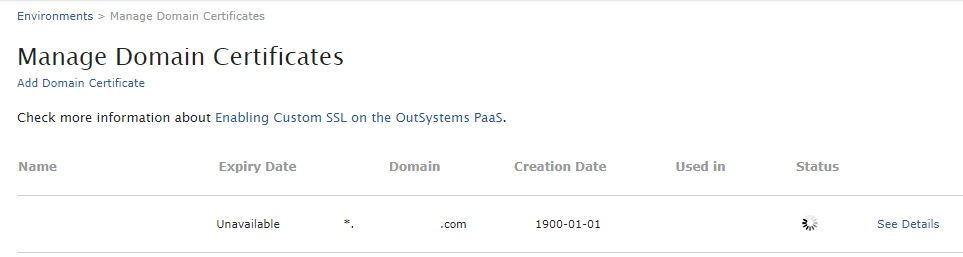 Environments > Manage Domain Certificates
Manage Domain Certificates
Add Domain Certificate
Check more information about Enabling Custom SSL on the OutSystems PaaS.
Name Expiry Date Domain Creation Date Used in Status
Unavailable *. .com 1900-01-01 See Details